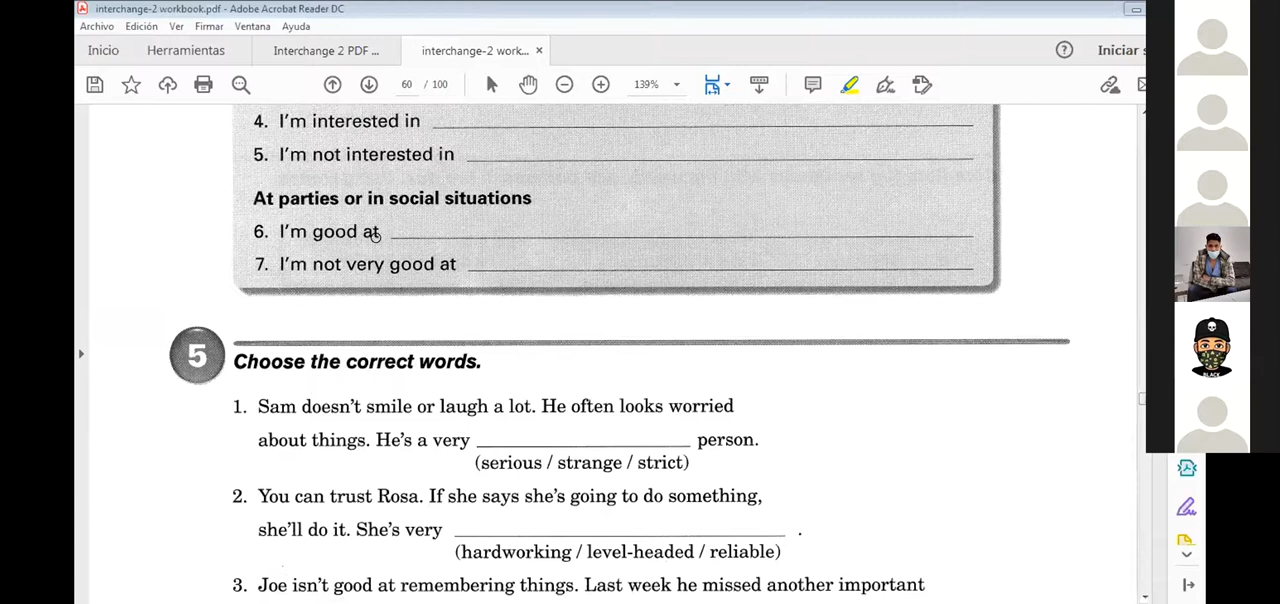 interchange-2 workbook.pdf - Adobe Acrobat Reader DC
Archivo Edición Ver Firmar Ventana Ayuda
Inicio Herramientas Interchange 2 PDF ... interchange-2 work... × Iniciar
60 / 100 139%
4. I'm interested in
5. I'm not interested in
At parties or in social situations
6. I'm good at
7. I'm not very good at
5
Choose the correct words.
1. Sam doesn't smile or laugh a lot. He often looks worried
about things. He's a very ____ person.
(serious / strange / strict)
2. You can trust Rosa. If she says she's going to do something,
she'll do it. She's very ____ .
(hardworking / level-headed / reliable)
3. Joe isn't good at remembering things. Last week he missed another important
BLACK